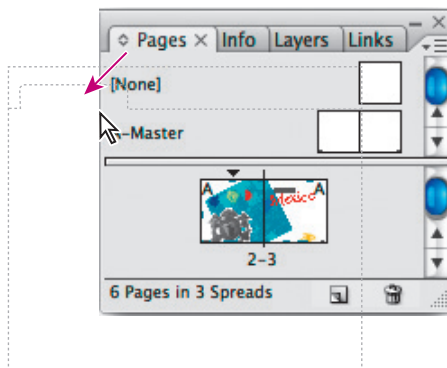 Pages × Info Layers Links
[None]
A-Master
A A
Mexico
2-3
6 Pages in 3 Spreads